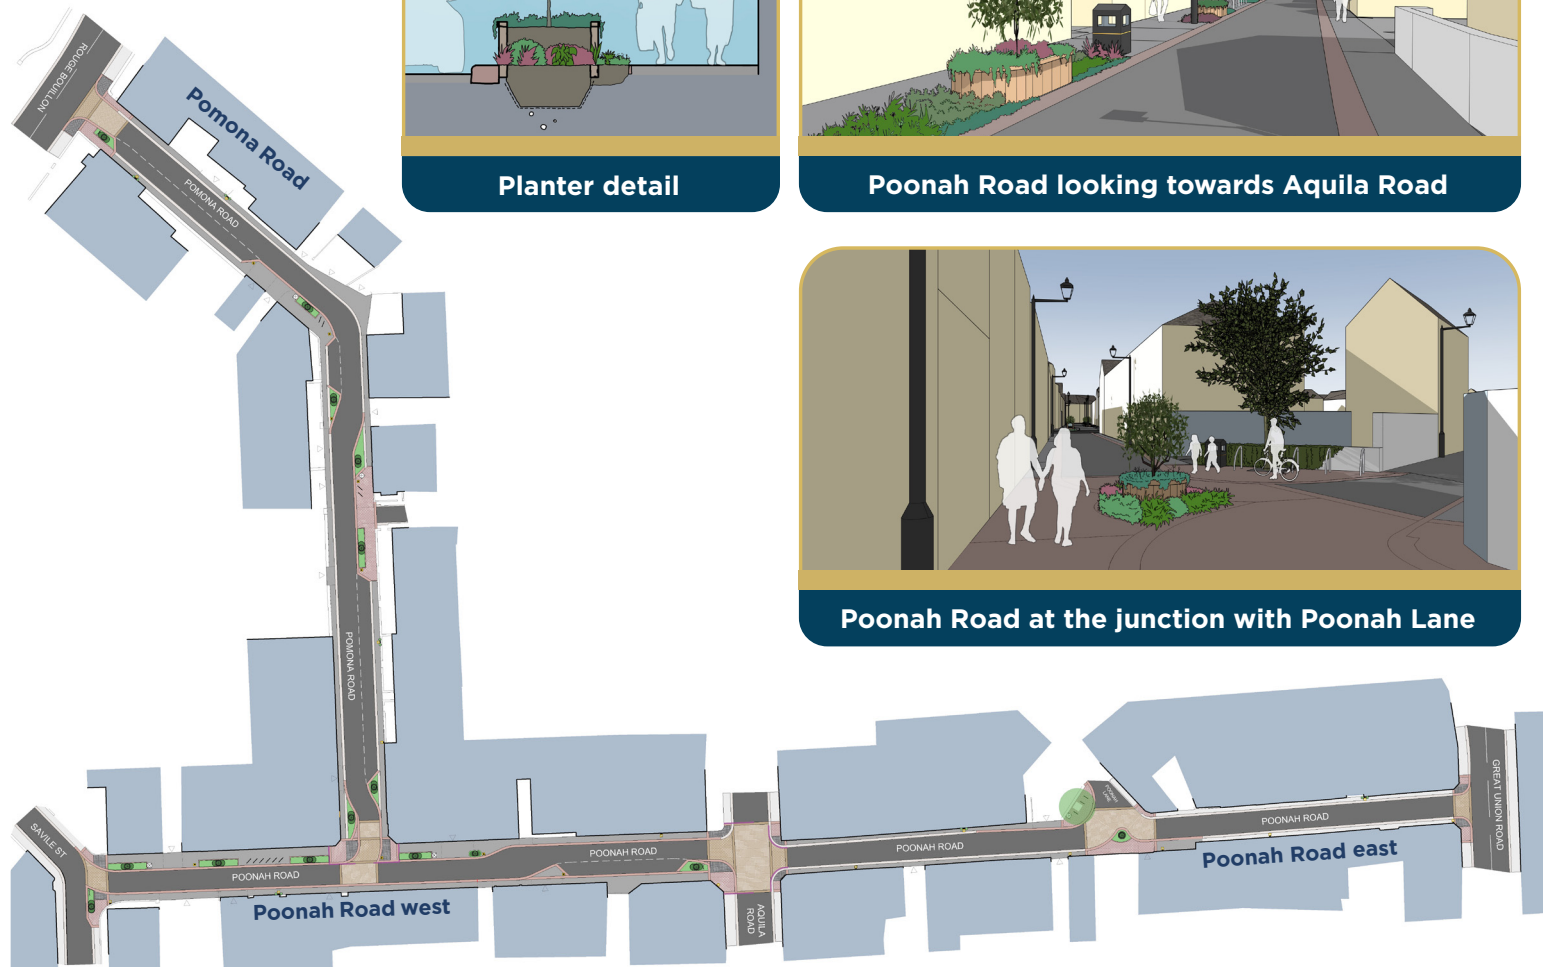 Planter detail
Poonah Road looking towards Aquila Road
Poonah Road at the junction with Poonah Lane
ROUGE BOUILLON
Pomona Road
POMONA ROAD
POMONA ROAD
SAVILE ST
POONAH ROAD
Poonah Road west
POONAH ROAD
AQUILA
ROAD
POONAH ROAD
POONAH
LANE
POONAH ROAD
Poonah Road east
GREAT UNION ROAD